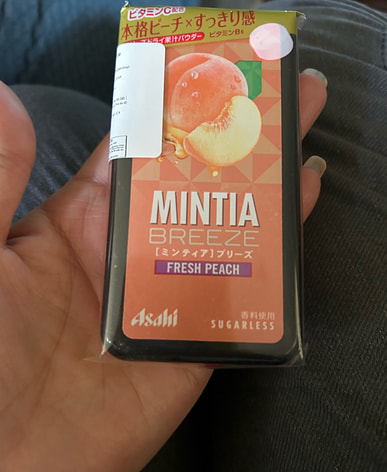 ビタミンC配合
本格ピーチ×すっきり感
ドライ果汁パウダー ビタミンB6
MINTIA
BREEZE
[ミンティア]ブリーズ
FRESH PEACH
Asahi
香料使用
SUGARLESS